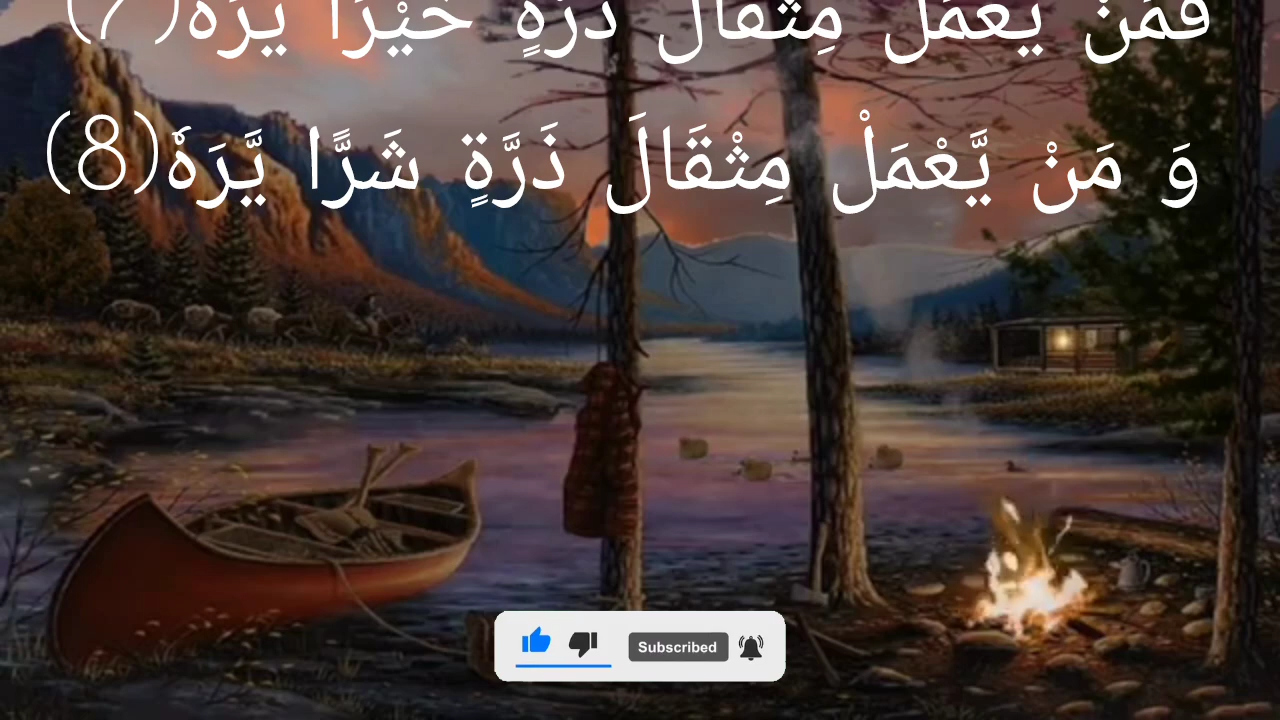 فَمَنْ يَّعْمَلْ مِثْقَالَ ذَرَّةٍ خَيْرًا يَّرَهٗ(7)
وَ مَنْ يَّعْمَلْ مِثْقَالَ ذَرَّةٍ شَرًّا يَّرَهٗ(8)
Subscribed